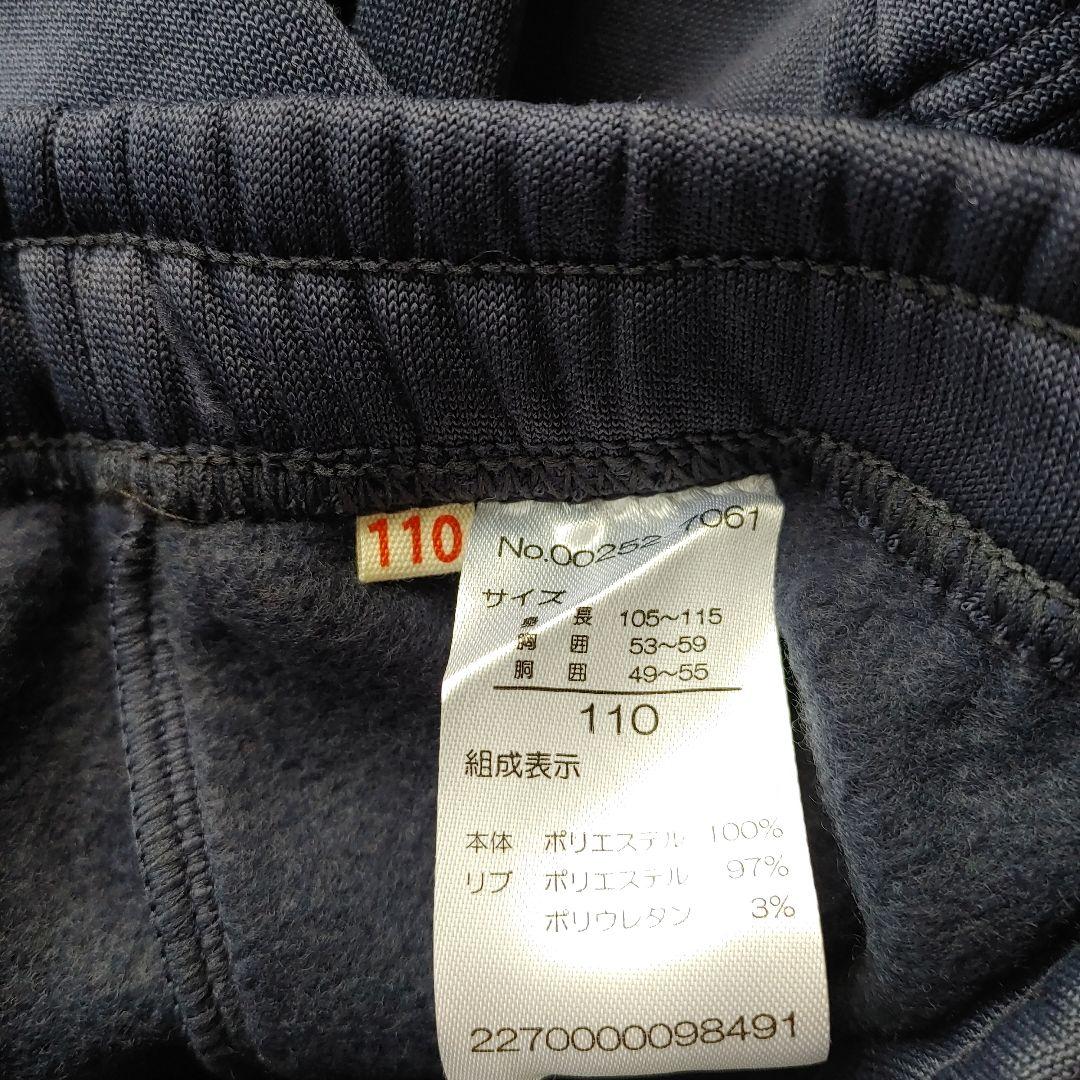 110
No.00252 1061
サイズ
身 長 105～115
胸 囲 53～59
胴 囲 49～55
110
組成表示
本体 ポリエステル 100%
リブ ポリエステル 97%
ポリウレタン 3%
2270000098491